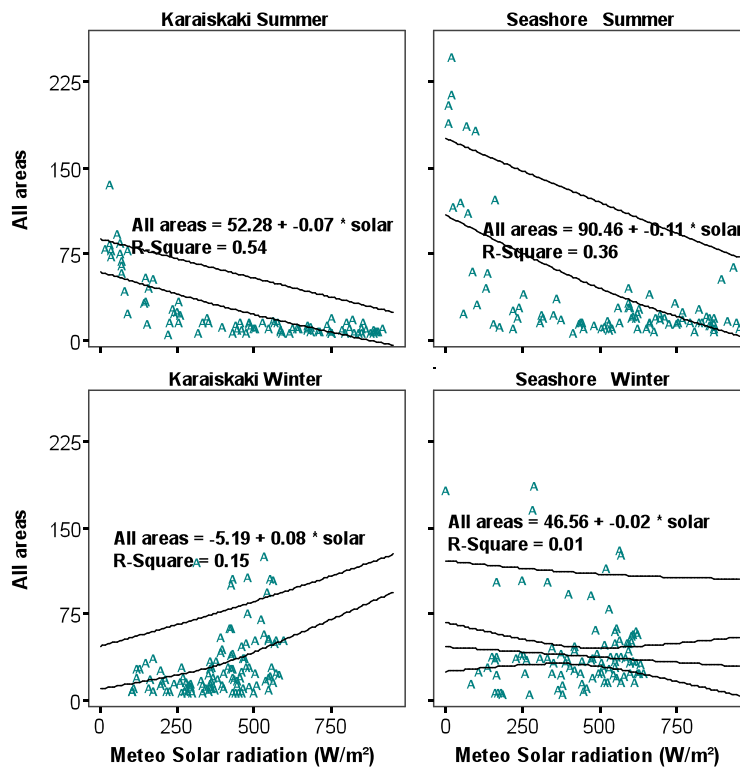 Karaiskaki Summer
Seashore Summer
225
150
75
0
All areas
All areas = 52.28 + -0.07 * solar
R-Square = 0.54
All areas = 90.46 + -0.11 * solar
R-Square = 0.36
Karaiskaki Winter
Seashore Winter
225
150
75
0
All areas
All areas = -5.19 + 0.08 * solar
R-Square = 0.15
All areas = 46.56 + -0.02 * solar
R-Square = 0.01
0 250 500 750
0 250 500 750
Meteo Solar radiation (W/m²)
Meteo Solar radiation (W/m²)